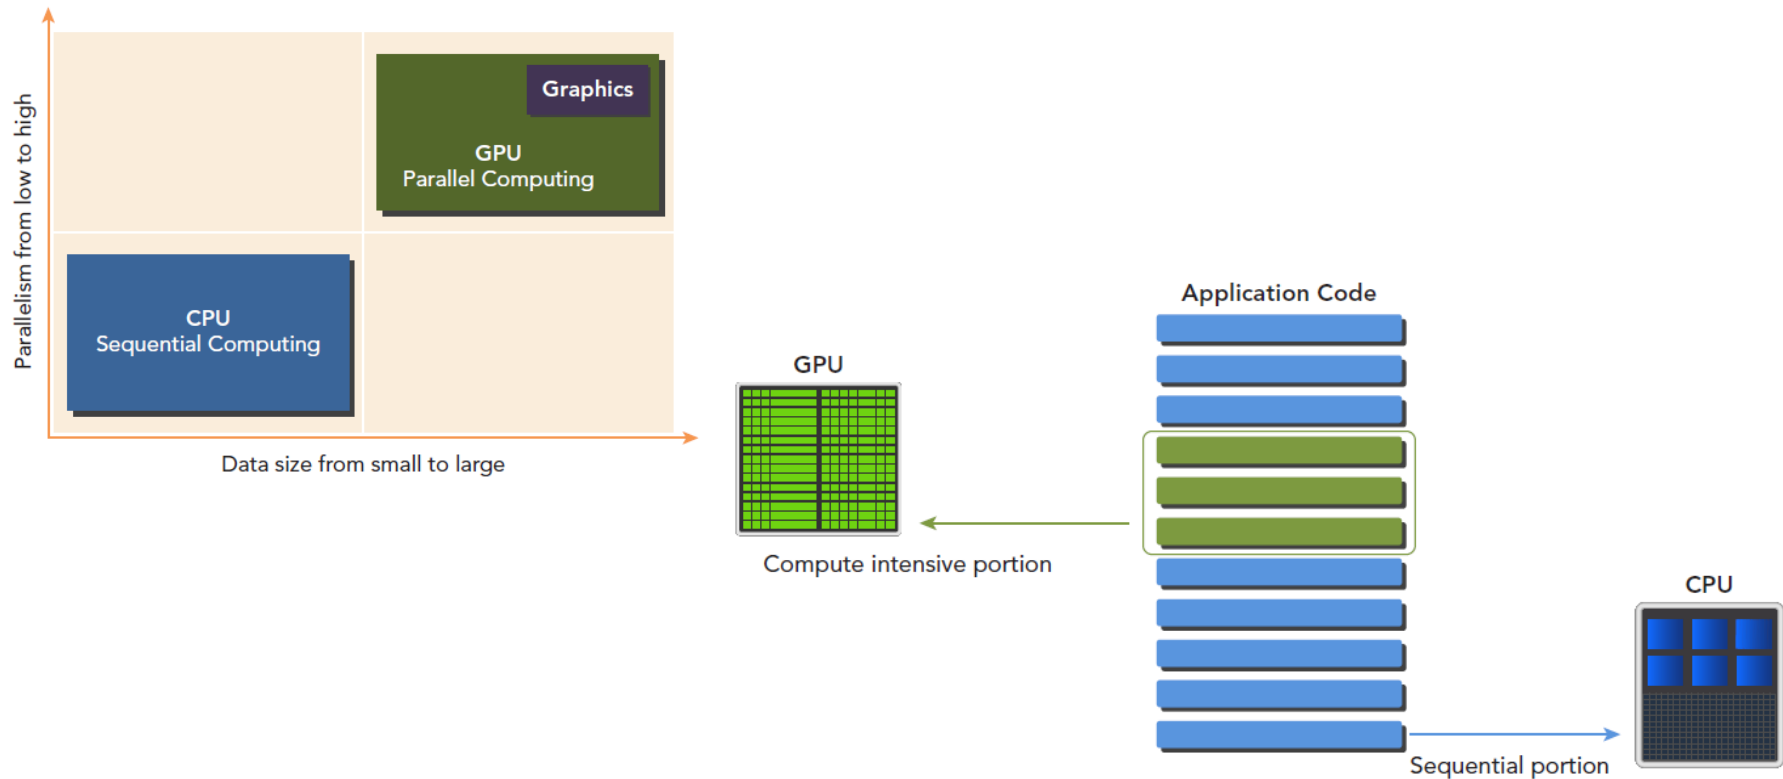 Parallelism from low to high
Graphics
GPU
Parallel Computing
CPU
Sequential Computing
Data size from small to large
GPU
Compute intensive portion
Application Code
CPU
Sequential portion